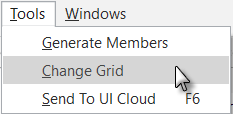 Tools Windows
Generate Members
Change Grid
Send To UI Cloud F6